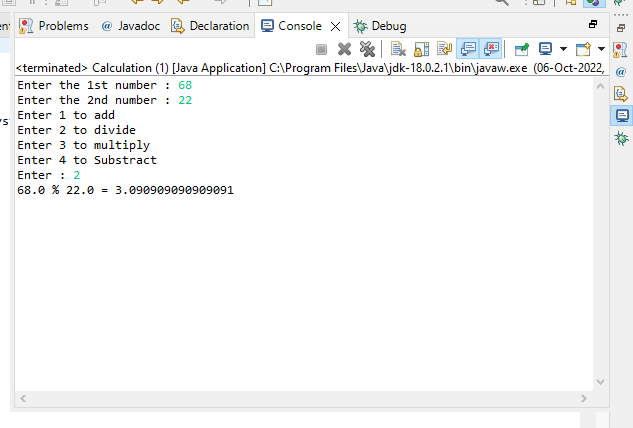 Problems @ Javadoc Declaration Console Debug
<terminated> Calculation (1) [Java Application] C:\Program Files\Java\jdk-18.0.2.1\bin\javaw.exe (06-Oct-2022,
Enter the 1st number : 68
Enter the 2nd number : 22
Enter 1 to add
Enter 2 to divide
Enter 3 to multiply
Enter 4 to Substract
Enter : 2
68.0 % 22.0 = 3.090909090909091